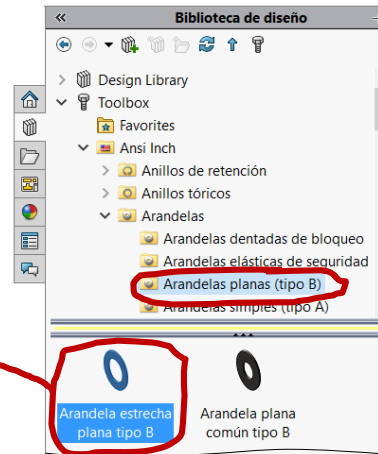 Biblioteca de diseño
Design Library
Toolbox
Favorites
Ansi Inch
Anillos de retención
Anillos tóricos
Arandelas
Arandelas dentadas de bloqueo
Arandelas elásticas de seguridad
Arandelas planas (tipo B)
Arandelas simples (tipo A)
Arandela estrecha
plana tipo B
Arandela plana
común tipo B